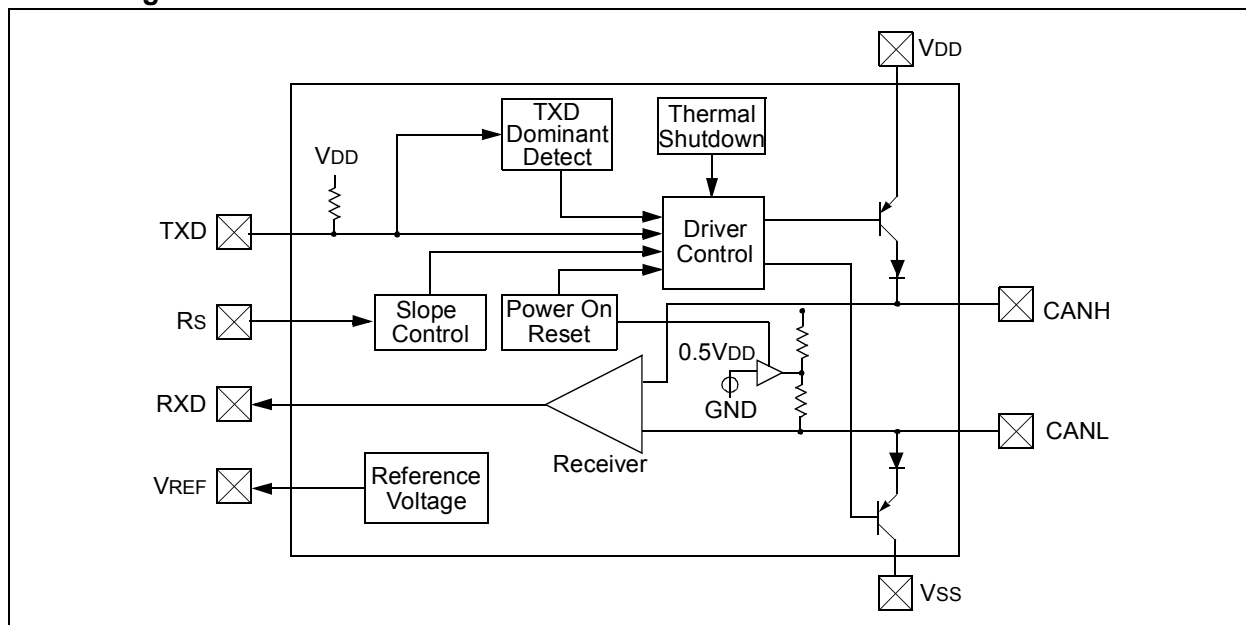 VDD
TXD
Dominant
Detect
Thermal
Shutdown
VDD
TXD
Driver
Control
RS
Slope
Control
Power On
Reset
CANH
0.5VDD
RXD
GND
CANL
Receiver
VREF
Reference
Voltage
VSS